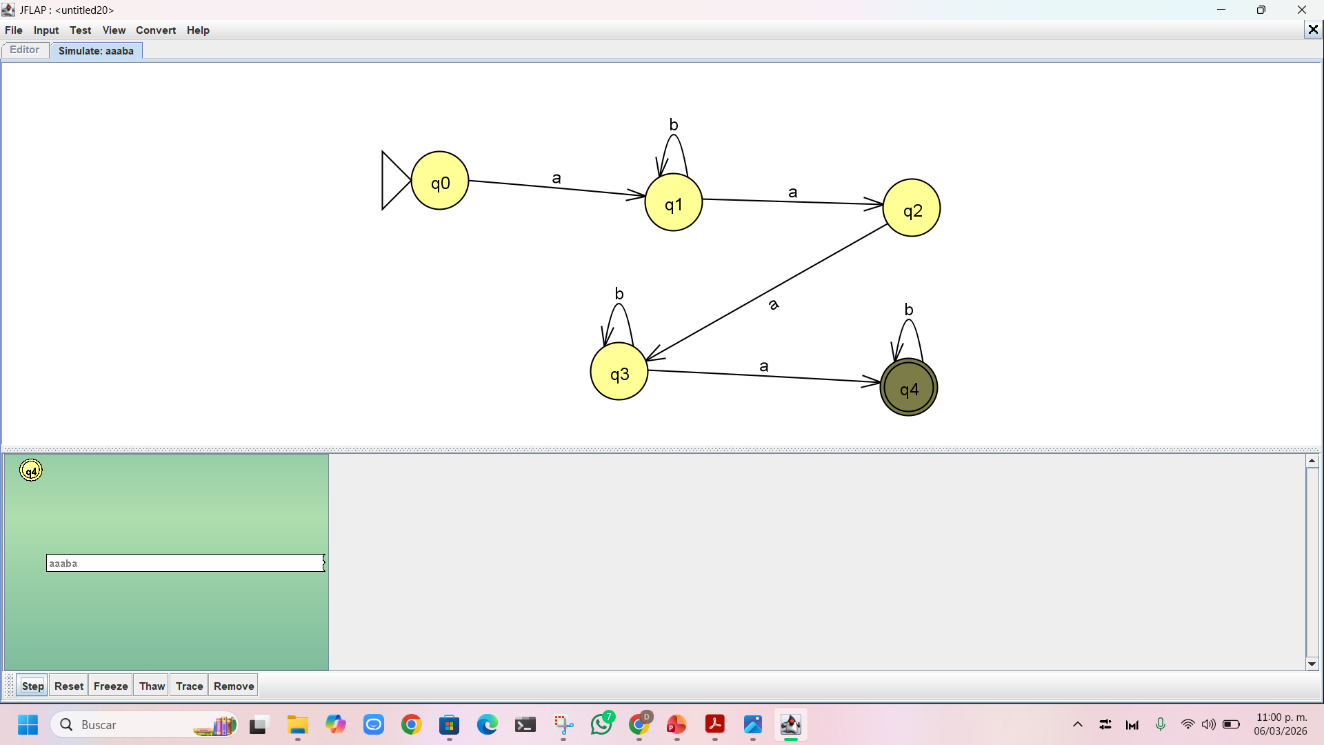 JFLAP : <untitled20>
File Input Test View Convert Help
Editor Simulate: aaaba
b
q0 a q1 a q2
b a b
q3 a q4
q4
aaaba
Step Reset Freeze Thaw Trace Remove
Buscar
7
D
11:00 p. m.
06/03/2026